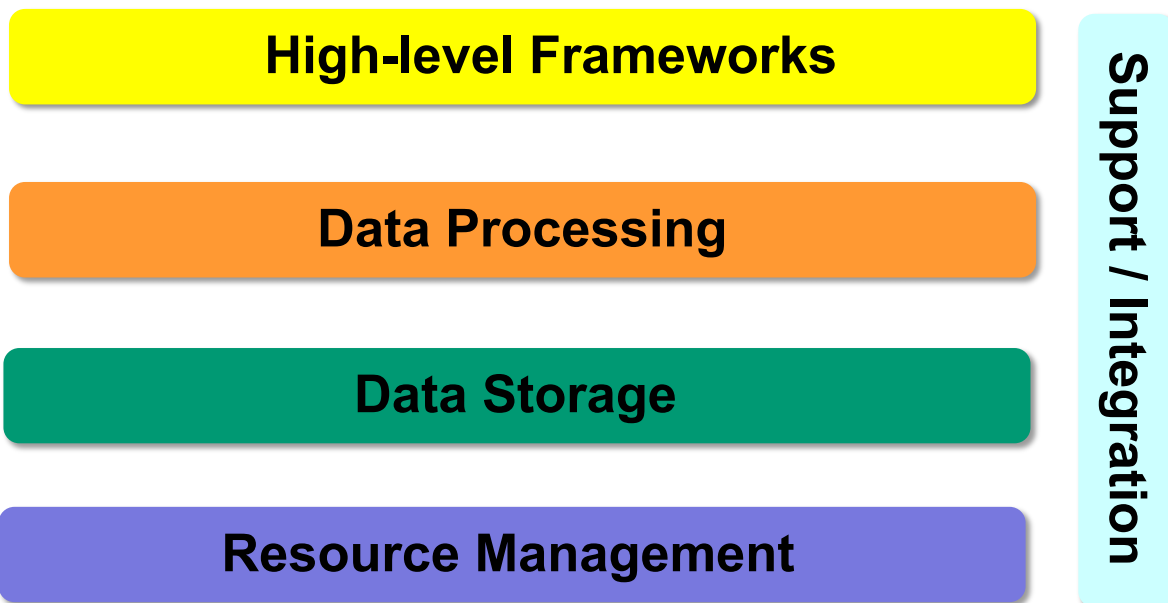 High-level Frameworks
Data Processing
Data Storage
Resource Management
Support / Integration